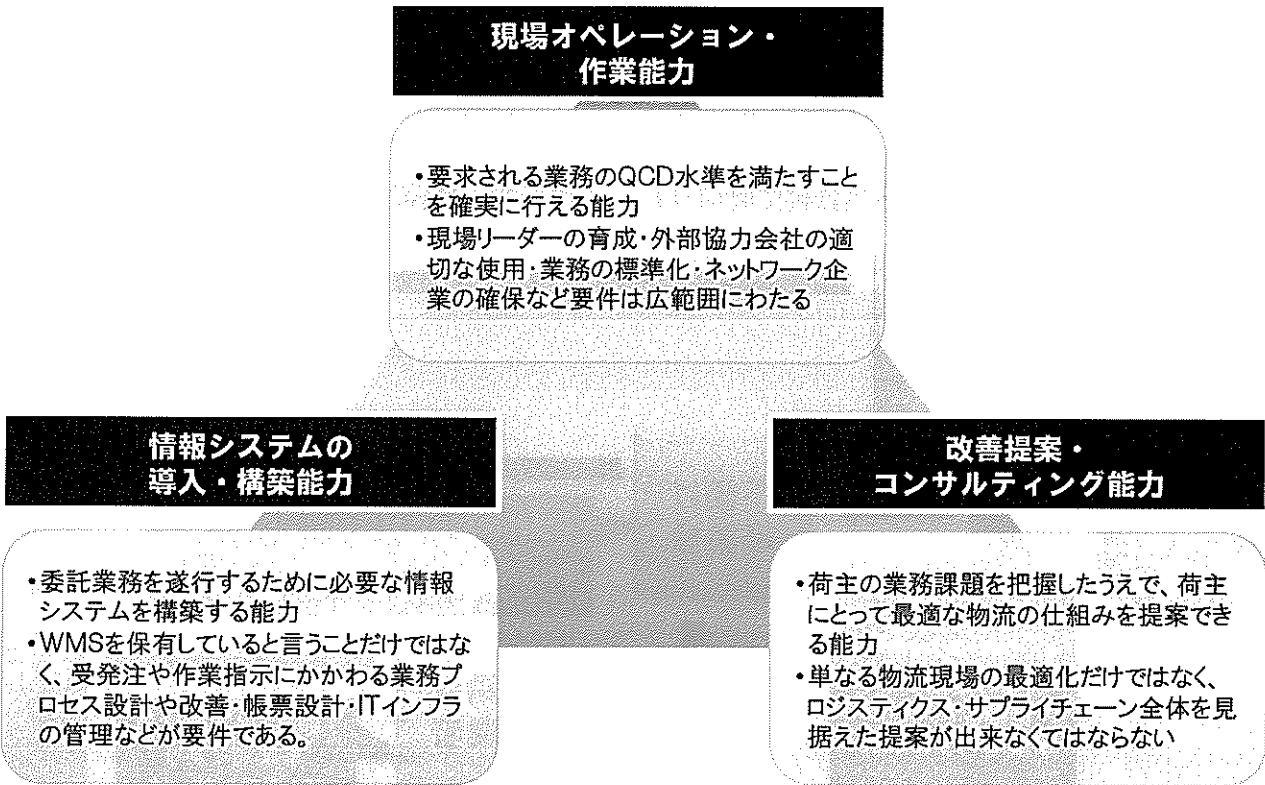 現場オペレーション・
作業能力
・要求される業務のQCD水準を満たすこと
を確実に行える能力
・現場リーダーの育成・外部協力会社の適
切な使用・業務の標準化・ネットワーク企
業の確保など要件は広範囲にわたる
情報システムの
導入・構築能力
・委託業務を遂行するために必要な情報
システムを構築する能力
・WMSを保有していると言うことだけではな
く、受発注や作業指示にかかわる業務プ
ロセス設計や改善・帳票設計・ITインフラ
の管理などが要件である。
改善提案・
コンサルティング能力
・荷主の業務課題を把握したうえで、荷主
にとって最適な物流の仕組みを提案でき
る能力
・単なる物流現場の最適化だけではなく、
ロジスティクス・サプライチェーン全体を見
据えた提案が出来なくてはならない